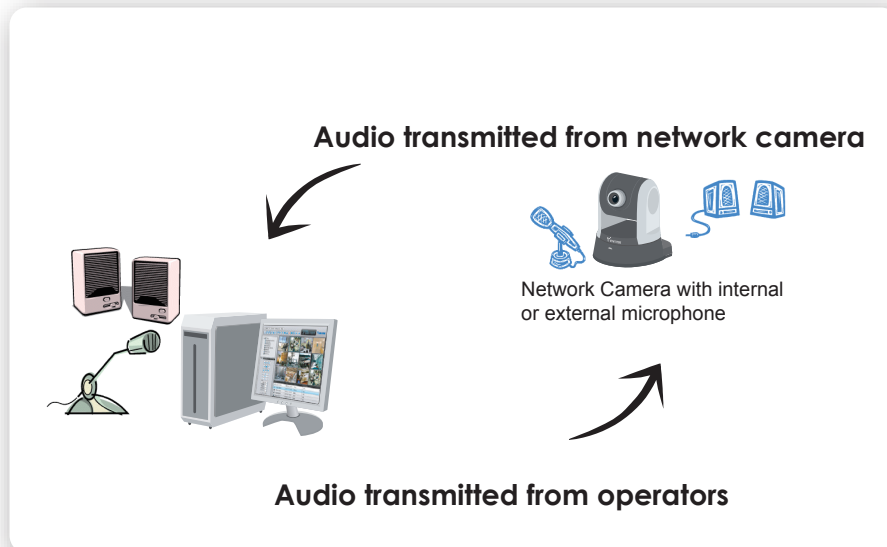 Audio transmitted from network camera
Network Camera with internal
or external microphone
Audio transmitted from operators